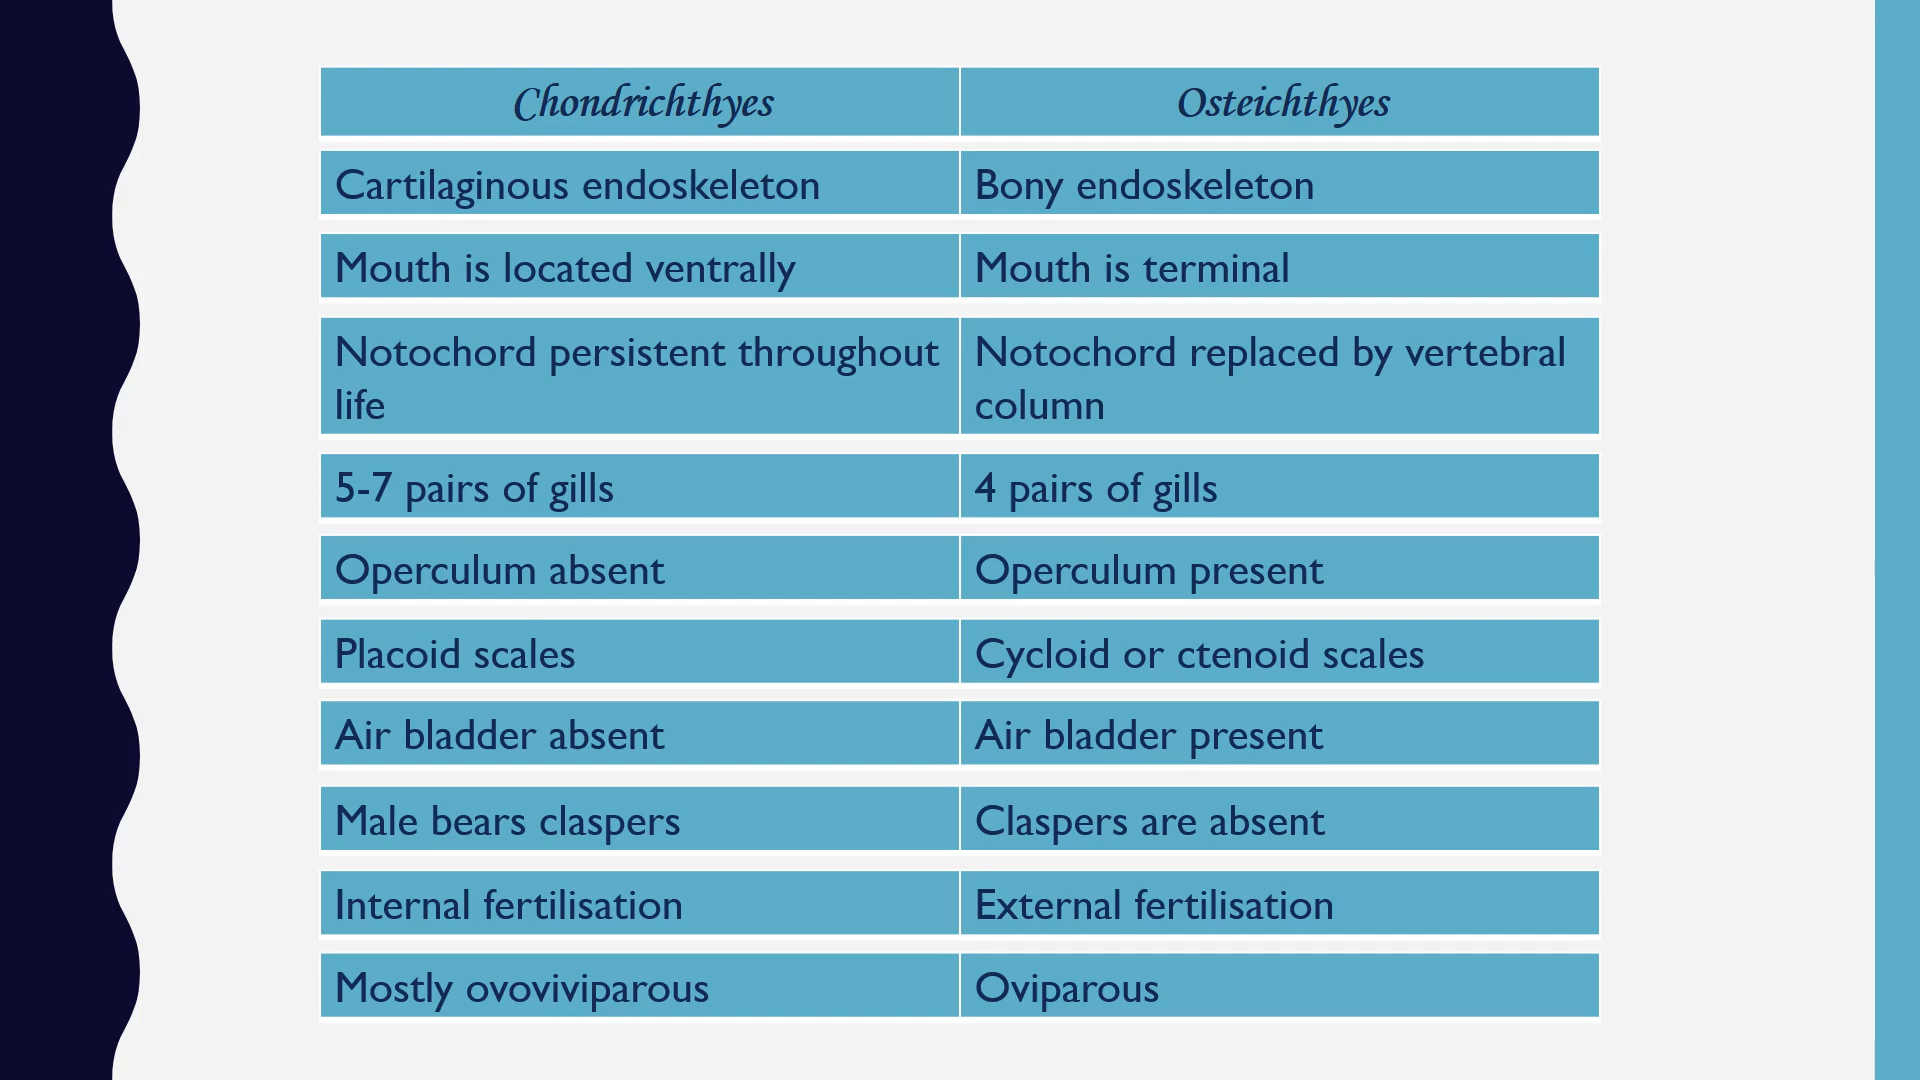 Chondrichthyes
Osteichthyes
Cartilaginous endoskeleton
Bony endoskeleton
Mouth is located ventrally
Mouth is terminal
Notochord persistent throughout
life
Notochord replaced by vertebral
column
5-7 pairs of gills
4 pairs of gills
Operculum absent
Operculum present
Placoid scales
Cycloid or ctenoid scales
Air bladder absent
Air bladder present
Male bears claspers
Claspers are absent
Internal fertilisation
External fertilisation
Mostly ovoviviparous
Oviparous